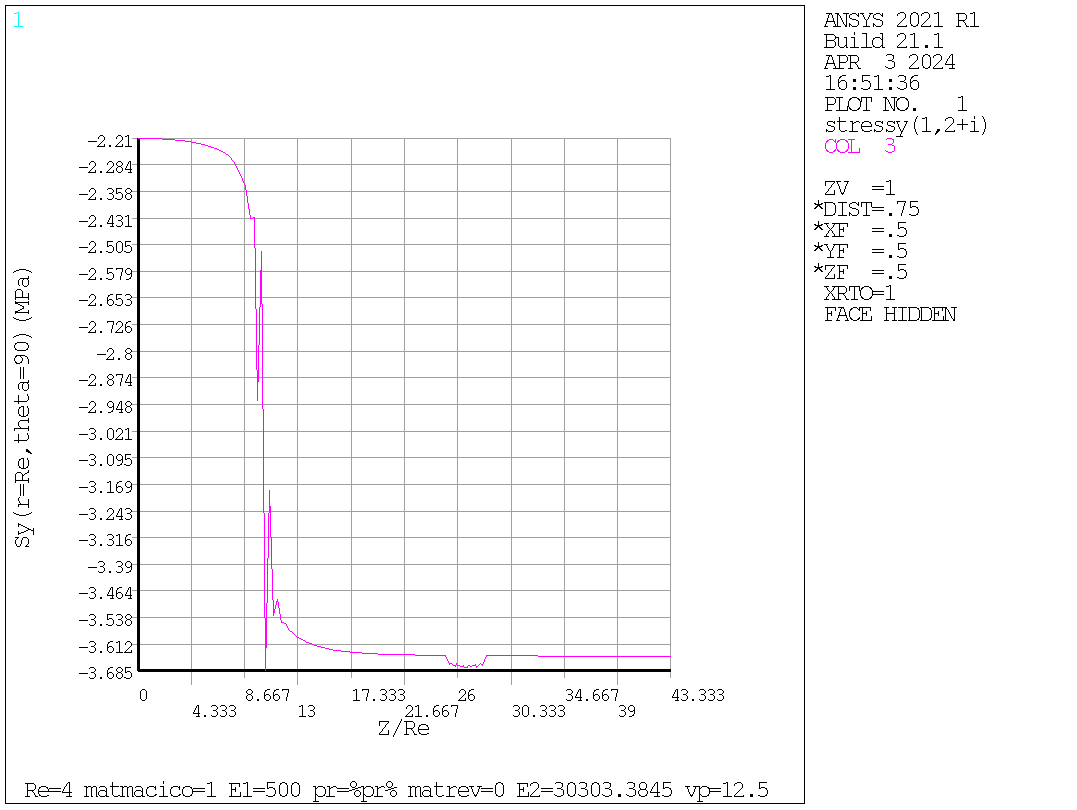 1
ANSYS 2021 R1
Build 21.1
APR 3 2024
16:51:36
PLOT NO. 1
stressy(1,2+i)
COL 3
ZV =1
*DIST=.75
*XF =.5
*YF =.5
*ZF =.5
XRTO=1
FACE HIDDEN
Sy(r=Re,theta=90)(MPa)
-2.21
-2.284
-2.358
-2.431
-2.505
-2.579
-2.653
-2.726
-2.8
-2.874
-2.948
-3.021
-3.095
-3.169
-3.243
-3.316
-3.39
-3.464
-3.538
-3.612
-3.685
0 8.667 17.333 26 34.667 43.333
4.333 13 21.667 30.333 39
Z/Re
Re=4 matmacico=1 E1=500 pr=%pr% matrev=0 E2=30303.3845 vp=12.5